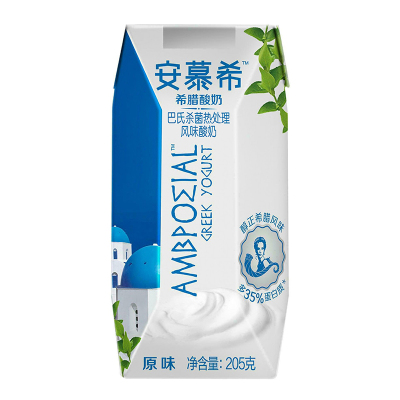 安慕希™
希腊酸奶
巴氏杀菌热处理
风味酸奶
AMBPOΣIAL™
GREEK YOGURT
醇正希腊风味
多35%蛋白质*
原味 净含量:205克